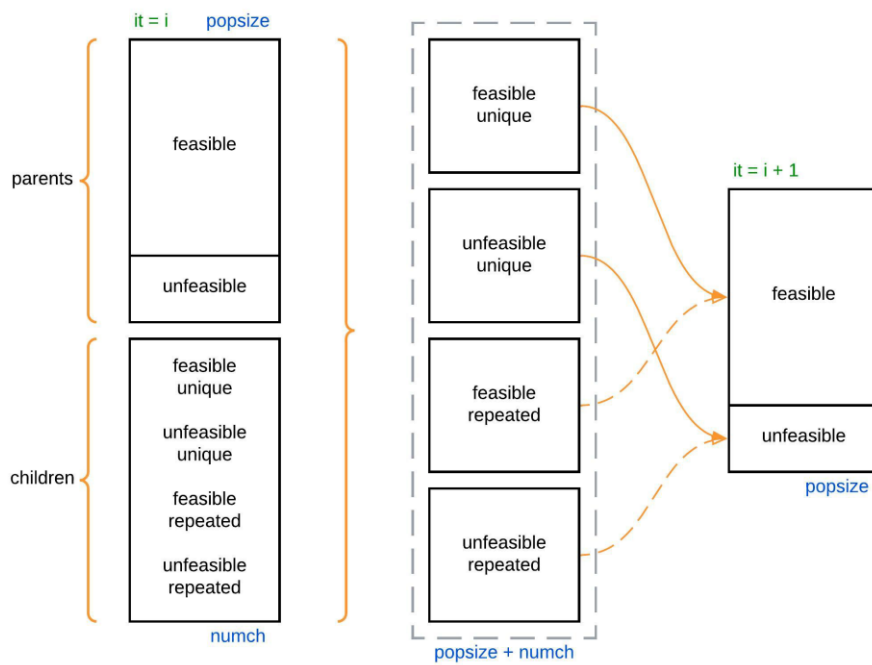 it = i
popsize
parents
feasible
unfeasible
children
feasible
unique
unfeasible
unique
feasible
repeated
unfeasible
repeated
numch
feasible
unique
unfeasible
unique
feasible
repeated
unfeasible
repeated
popsize + numch
it = i + 1
feasible
unfeasible
popsize